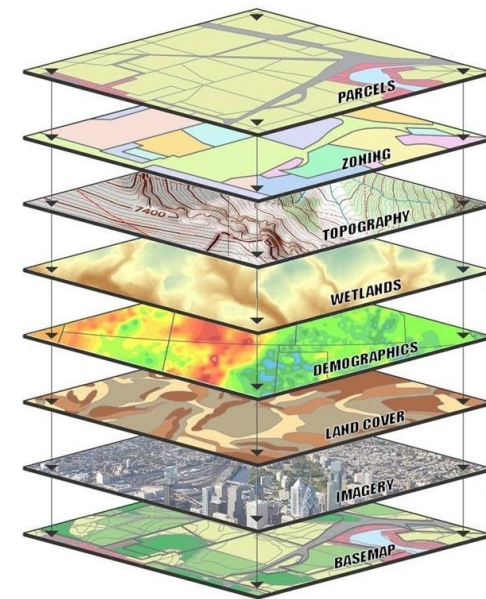 PARCELS
ZONING
7400
TOPOGRAPHY
WETLANDS
DEMOGRAPHICS
LAND COVER
IMAGERY
BASEMAP